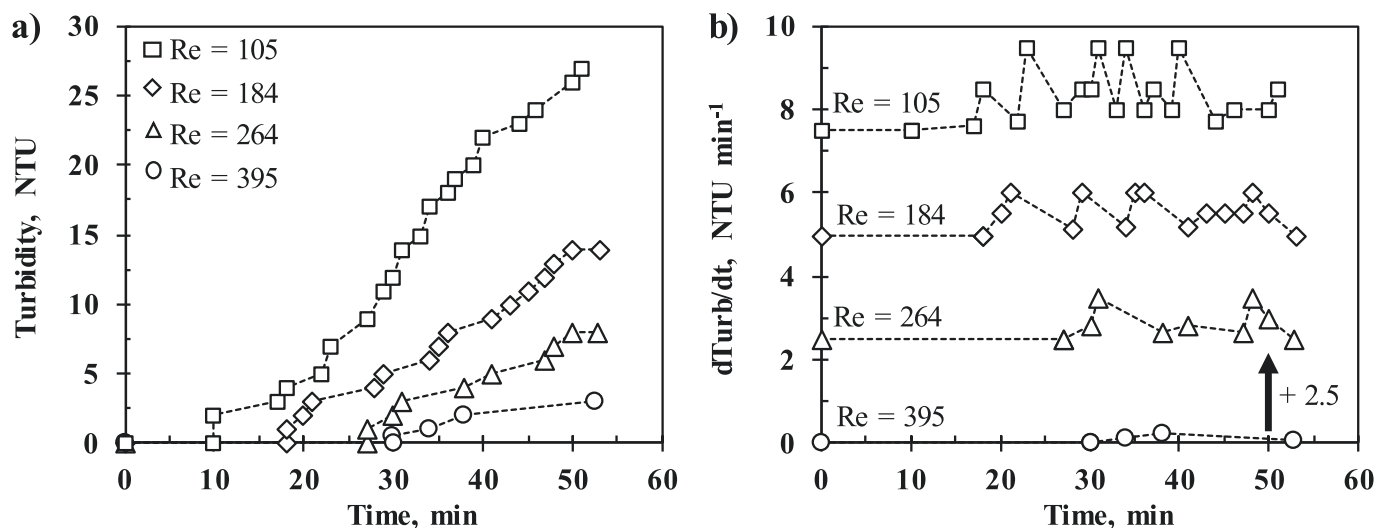 a)
Turbidity, NTU
30
25
20
15
10
5
0
Re = 105
Re = 184
Re = 264
Re = 395
0 10 20 30 40 50 60
Time, min
b)
dTurb/dt, NTU min⁻¹
10
8
6
4
2
0
Re = 105
Re = 184
Re = 264
Re = 395
+ 2.5
0 10 20 30 40 50 60
Time, min